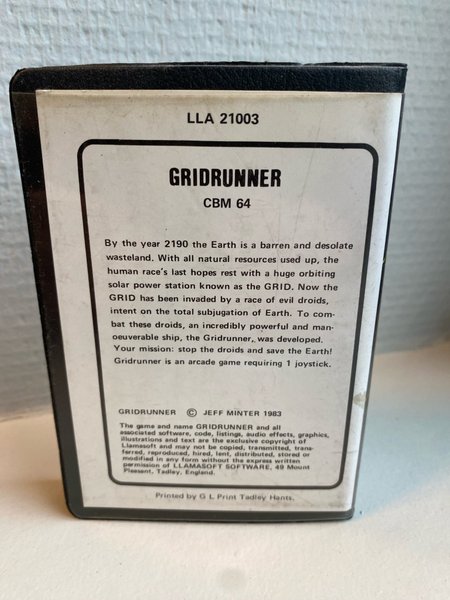 LLA 21003
GRIDRUNNER
CBM 64
By the year 2190 the Earth is a barren and desolate
wasteland. With all natural resources used up, the
human race's last hopes rest with a huge orbiting
solar power station known as the GRID. Now the
GRID has been invaded by a race of evil droids,
intent on the total subjugation of Earth. To com-
bat these droids, an incredibly powerful and man-
oeuverable ship, the Gridrunner, was developed.
Your mission: stop the droids and save the Earth!
Gridrunner is an arcade game requiring 1 joystick.
GRIDRUNNER © JEFF MINTER 1983
The game and name GRIDRUNNER and all
associated software, code, listings, audio effects, graphics,
illustrations and text are the exclusive copyright of
Llamasoft and may not be copied, transmitted, trans-
ferred, reproduced, hired, lent, distributed, stored or
modified in any form without the express written
permission of LLAMASOFT SOFTWARE, 49 Mount
Pleasent, Tadley, England.
Printed by G L Print Tadley Hants.